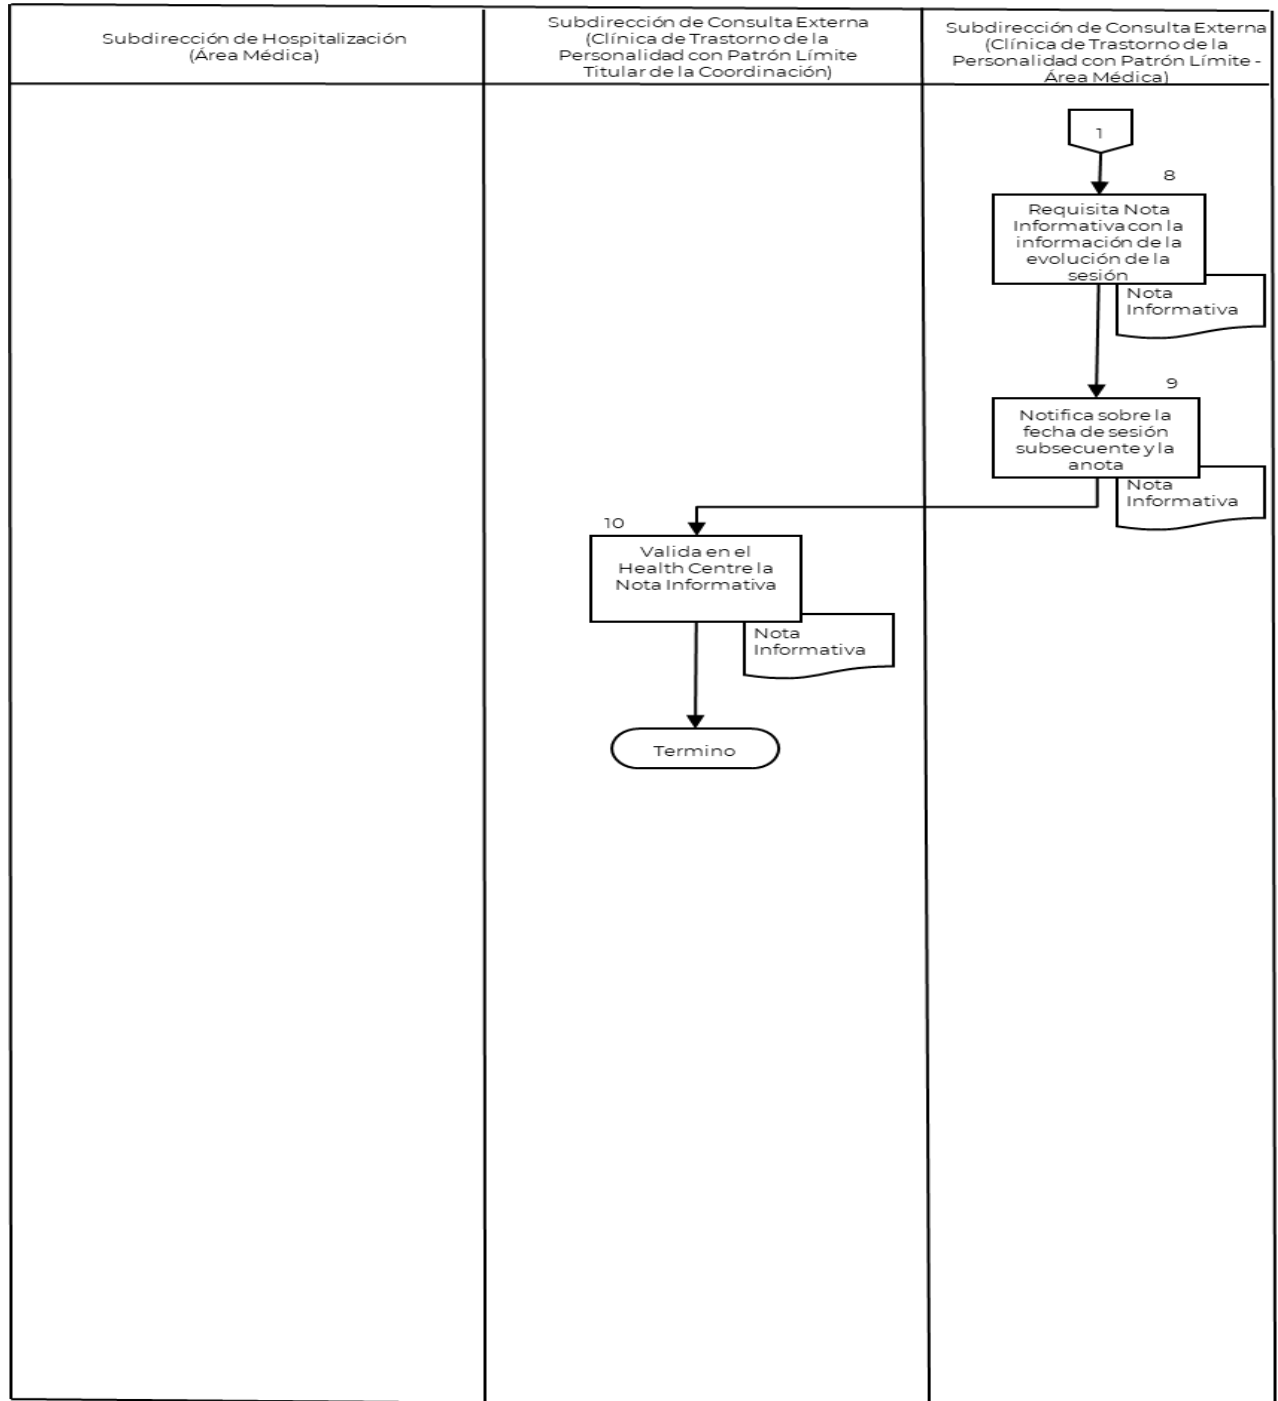 Subdirección de Hospitalización
(Área Médica)
Subdirección de Consulta Externa
(Clínica de Trastorno de la
Personalidad con Patrón Límite
Titular de la Coordinación)
Subdirección de Consulta Externa
(Clínica de Trastorno de la
Personalidad con Patrón Límite -
Área Médica)
1
8
Requisita Nota
Informativa con la
información de la
evolución de la
sesión
Nota
Informativa
9
Notifica sobre la
fecha de sesión
subsecuente y la
anota
Nota
Informativa
10
Valida en el
Health Centre la
Nota Informativa
Nota
Informativa
Termino